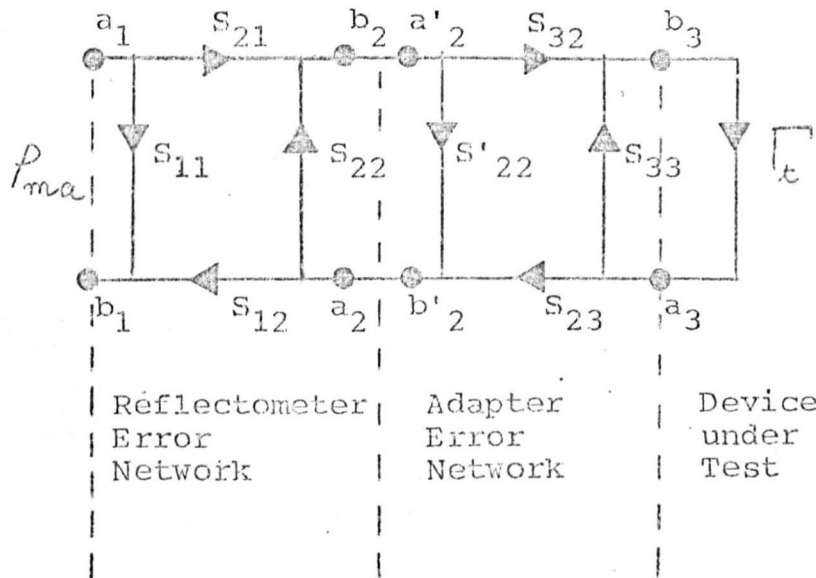 a₁ S₂₁ b₂ a'₂ S₃₂ b₃
ρma S₁₁ S₂₂ S'₂₂ S₃₃ Γt
b₁ S₁₂ a₂ b'₂ S₂₃ a₃
Reflectometer
Error
Network
Adapter
Error
Network
Device
under
Test